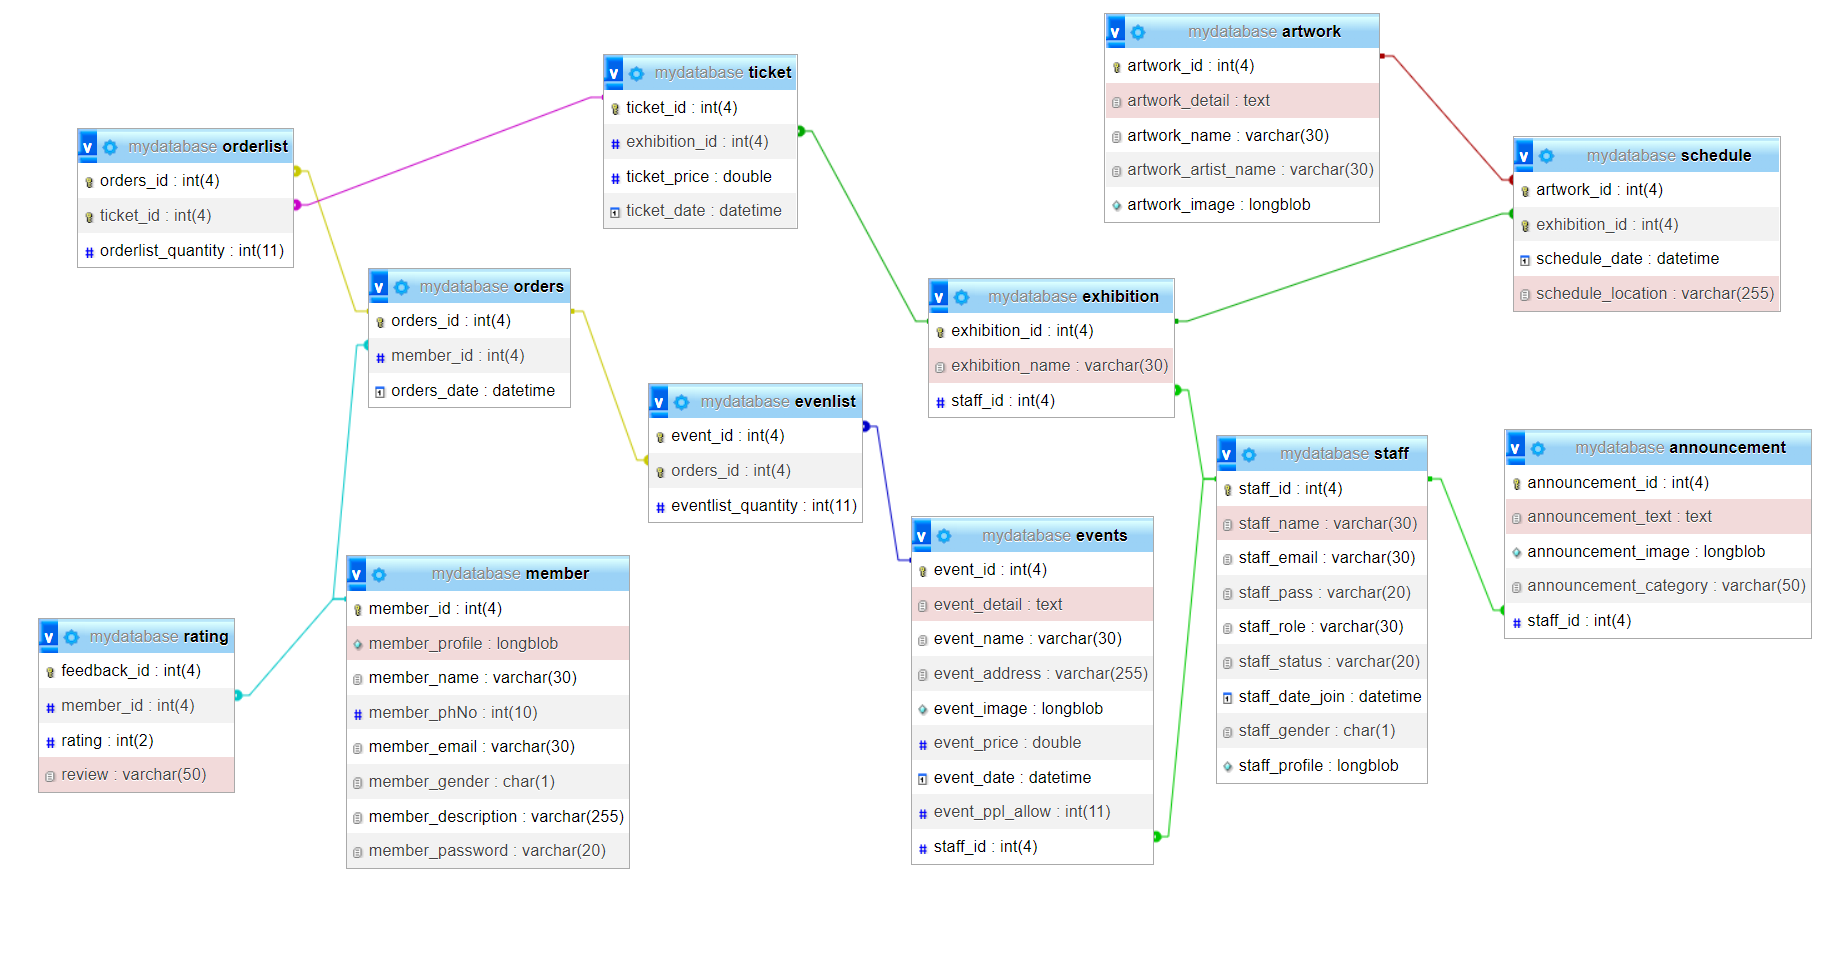 mydatabase artwork
artwork_id : int(4)
artwork_detail : text
artwork_name : varchar(30)
artwork_artist_name : varchar(30)
artwork_image : longblob
mydatabase ticket
ticket_id : int(4)
exhibition_id : int(4)
ticket_price : double
ticket_date : datetime
mydatabase orderlist
orders_id : int(4)
ticket_id : int(4)
orderlist_quantity : int(11)
mydatabase schedule
artwork_id : int(4)
exhibition_id : int(4)
schedule_date : datetime
schedule_location : varchar(255)
mydatabase orders
orders_id : int(4)
member_id : int(4)
orders_date : datetime
mydatabase exhibition
exhibition_id : int(4)
exhibition_name : varchar(30)
staff_id : int(4)
mydatabase evenlist
event_id : int(4)
orders_id : int(4)
eventlist_quantity : int(11)
mydatabase staff
staff_id : int(4)
staff_name : varchar(30)
staff_email : varchar(30)
staff_pass : varchar(20)
staff_role : varchar(30)
staff_status : varchar(20)
staff_date_join : datetime
staff_gender : char(1)
staff_profile : longblob
mydatabase announcement
announcement_id : int(4)
announcement_text : text
announcement_image : longblob
announcement_category : varchar(50)
staff_id : int(4)
mydatabase events
event_id : int(4)
event_detail : text
event_name : varchar(30)
event_address : varchar(255)
event_image : longblob
event_price : double
event_date : datetime
event_ppl_allow : int(11)
staff_id : int(4)
mydatabase member
member_id : int(4)
member_profile : longblob
member_name : varchar(30)
member_phNo : int(10)
member_email : varchar(30)
member_gender : char(1)
member_description : varchar(255)
member_password : varchar(20)
mydatabase rating
feedback_id : int(4)
member_id : int(4)
rating : int(2)
review : varchar(50)